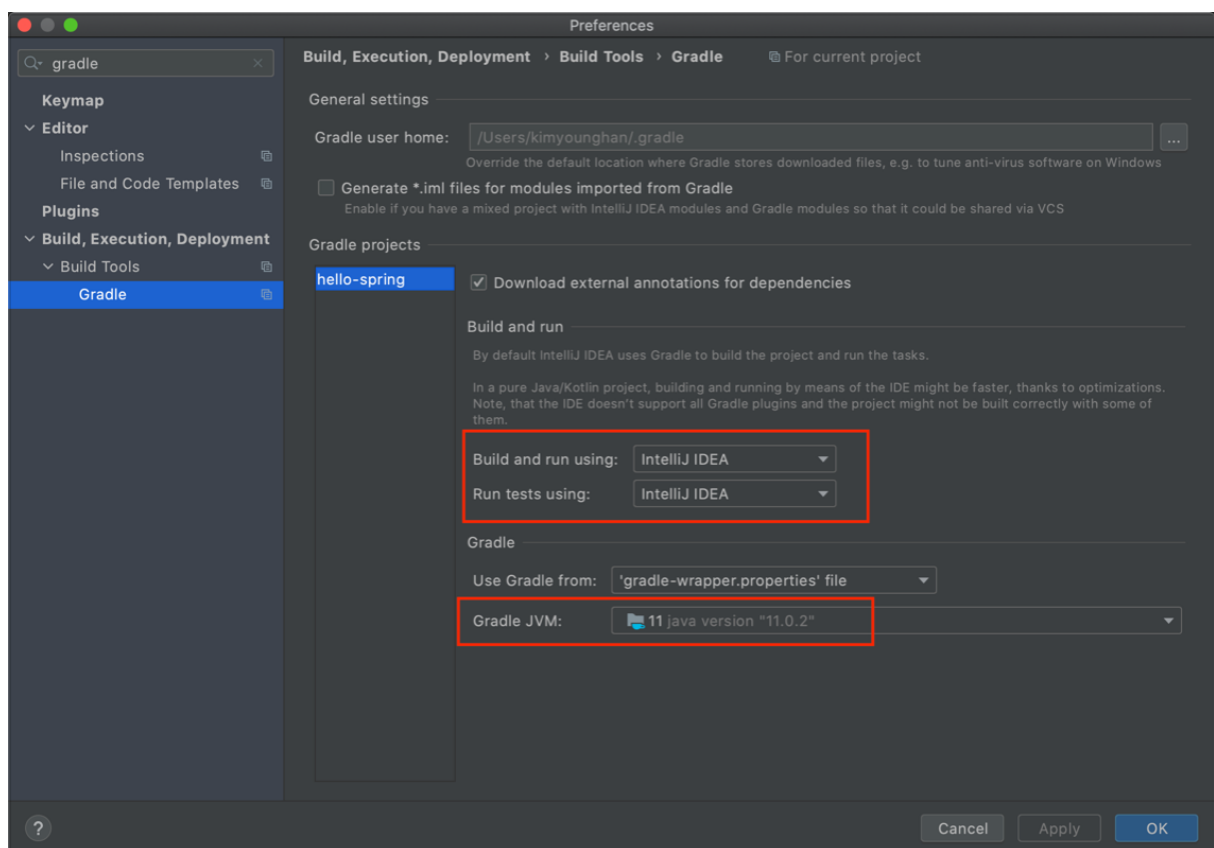 Preferences
gradle
Keymap
Editor
Inspections
File and Code Templates
Plugins
Build, Execution, Deployment
Build Tools
Gradle
Build, Execution, Deployment › Build Tools › Gradle For current project
General settings
Gradle user home: /Users/kimyounghan/.gradle ...
Override the default location where Gradle stores downloaded files, e.g. to tune anti-virus software on Windows
Generate *.iml files for modules imported from Gradle
Enable if you have a mixed project with IntelliJ IDEA modules and Gradle modules so that it could be shared via VCS
Gradle projects
hello-spring
Download external annotations for dependencies
Build and run
By default IntelliJ IDEA uses Gradle to build the project and run the tasks.
In a pure Java/Kotlin project, building and running by means of the IDE might be faster, thanks to optimizations.
Note, that the IDE doesn't support all Gradle plugins and the project might not be built correctly with some of
them.
Build and run using: IntelliJ IDEA
Run tests using: IntelliJ IDEA
Gradle
Use Gradle from: 'gradle-wrapper.properties' file
Gradle JVM: 11 java version "11.0.2"
? Cancel Apply OK